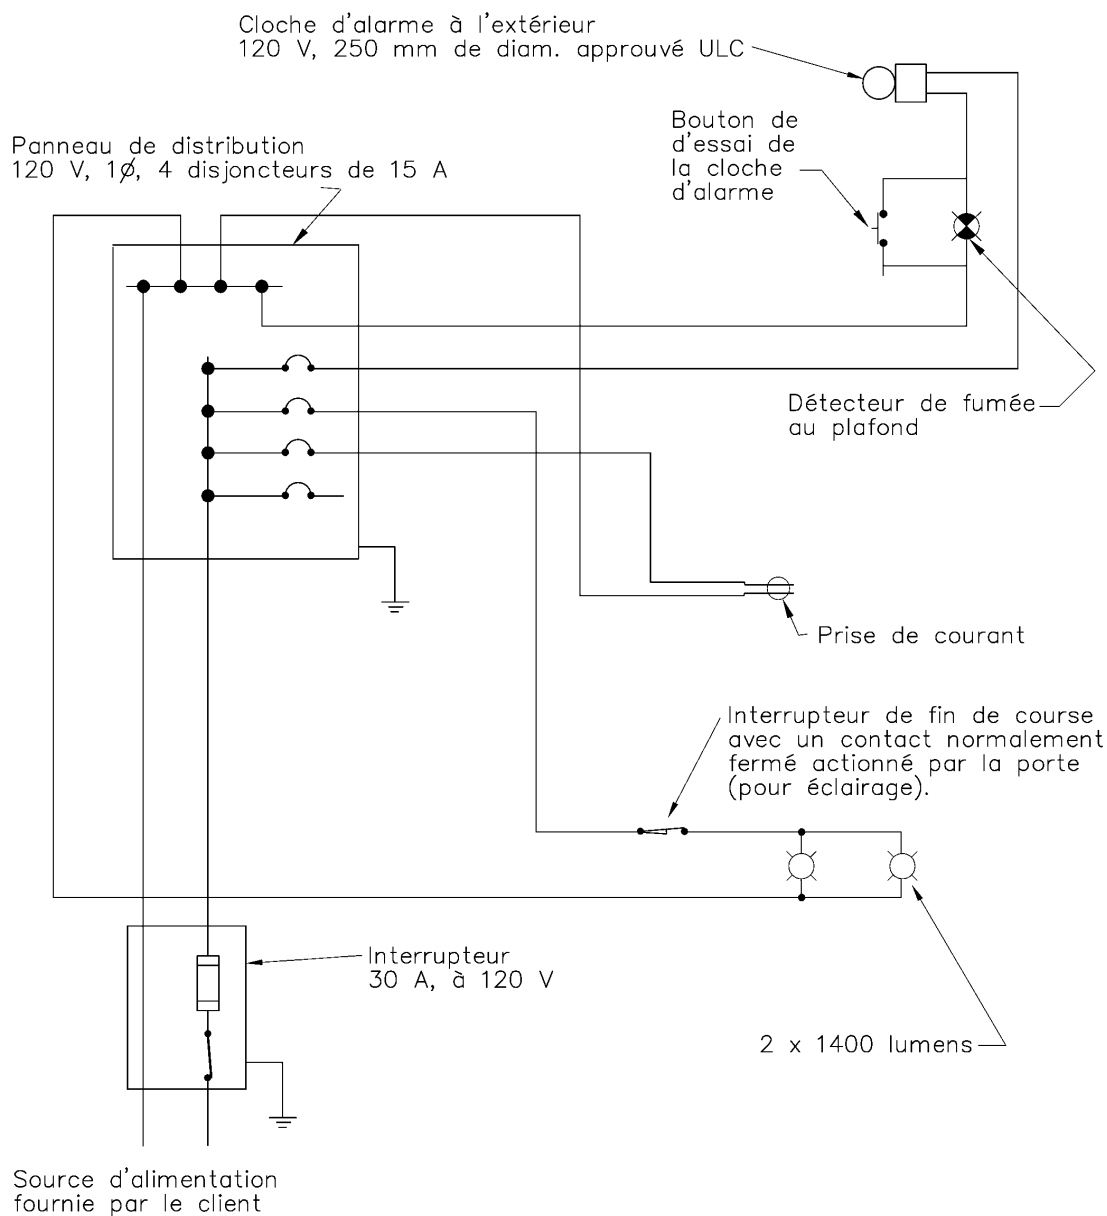 Cloche d'alarme à l'extérieur
120 V, 250 mm de diam. approuvé ULC
Bouton de
d'essai de
la cloche
d'alarme
Panneau de distribution
120 V, 1ø, 4 disjoncteurs de 15 A
Détecteur de fumée
au plafond
Prise de courant
Interrupteur de fin de course
avec un contact normalement
fermé actionné par la porte
(pour éclairage).
Interrupteur
30 A, à 120 V
2 x 1400 lumens
Source d'alimentation
fournie par le client